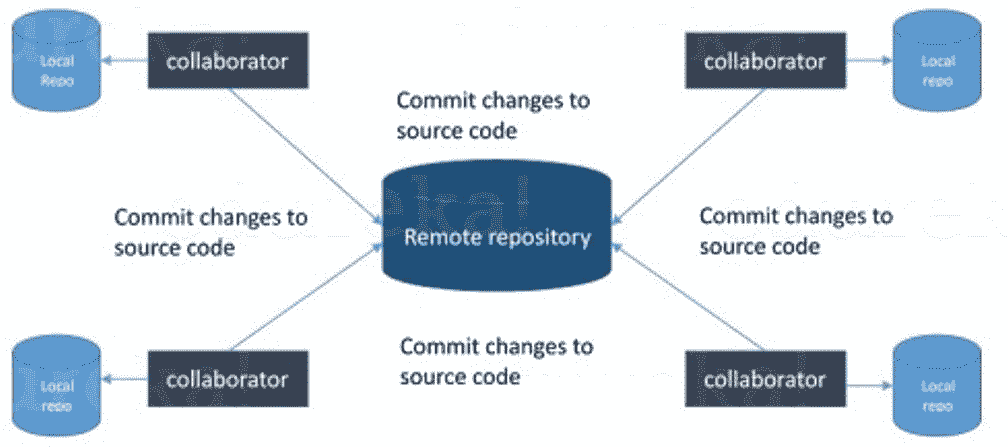 Local
Repo
collaborator
collaborator
Local
repo
Commit changes to
source code
Commit changes to
source code
Remote repository
Commit changes to
source code
Commit changes to
source code
Local
repo
collaborator
collaborator
Local
repo